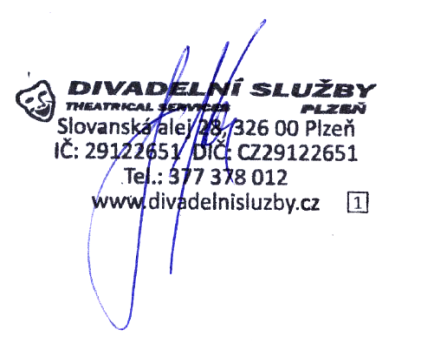 DIVADELNÍ SLUŽBY
THEATRICAL SERVICES PLZEŇ
Slovanská alej 28, 326 00 Plzeň
IČ: 29122651 DIČ: CZ29122651
Tel.: 377 378 012
www.divadelnisluzby.cz 1